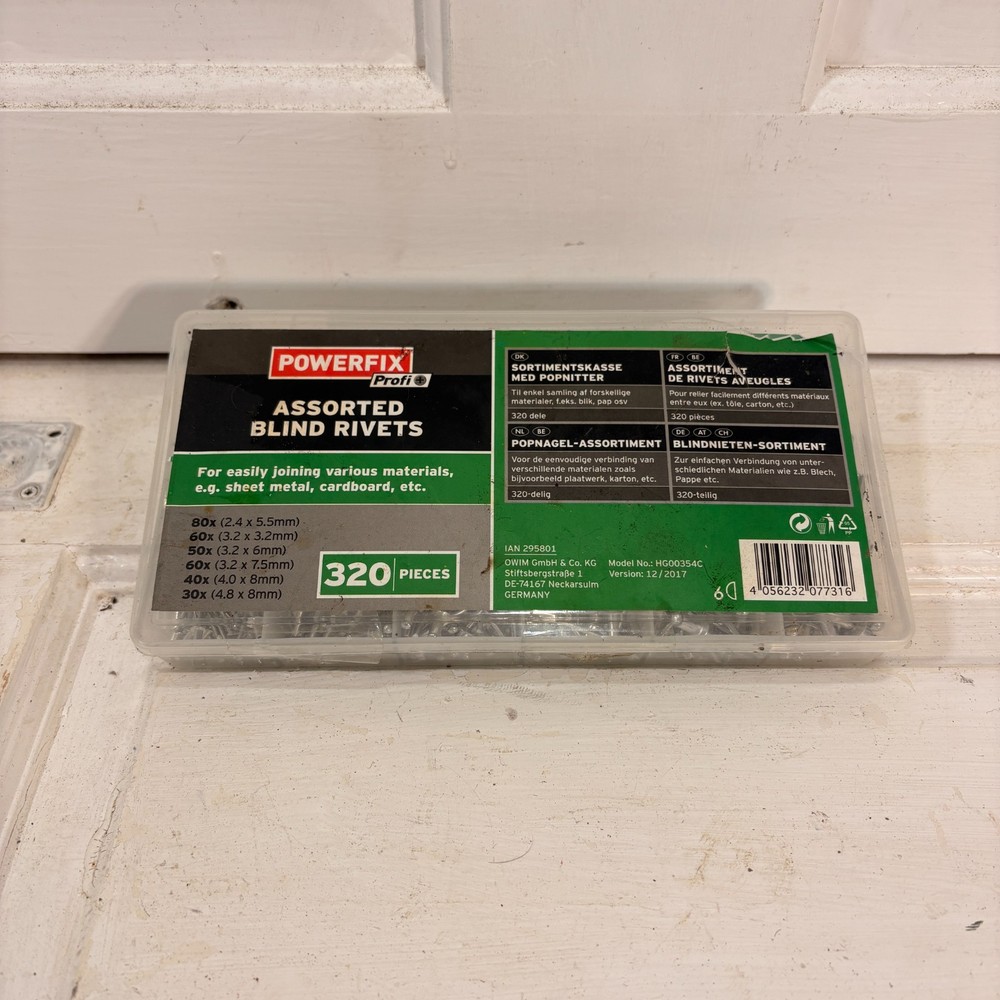 POWERFIX
Profi+
ASSORTED
BLIND RIVETS
For easily joining various materials,
e.g. sheet metal, cardboard, etc.
80x (2.4 x 5.5mm)
60x (3.2 x 3.2mm)
50x (3.2 x 6mm)
60x (3.2 x 7.5mm)
40x (4.0 x 8mm)
30x (4.8 x 8mm)
320 PIECES
DK
SORTIMENTSKASSE
MED POPNITTER
Til enkel samling af forskellige
materialer, f.eks. blik, pap osv
320 dele
FR BE
ASSORTIMENT
DE RIVETS AVEUGLES
Pour relier facilement différents matériaux
entre eux (ex. tôle, carton, etc.)
320 pièces
NL BE
POPNAGEL-ASSORTIMENT
Voor de eenvoudige verbinding van
verschillende materialen zoals
bijvoorbeeld plaatwerk, karton, etc.
320-delig
DE AT CH
BLINDNIETEN-SORTIMENT
Zur einfachen Verbindung von unter-
schiedlichen Materialien wie z.B. Blech,
Pappe etc.
320-teilig
IAN 295801
OWIM GmbH & Co. KG
Stiftsbergstraße 1
DE-74167 Neckarsulm
GERMANY
Model No.: HG00354C
Version: 12/2017
PP
6
4 056232 077316